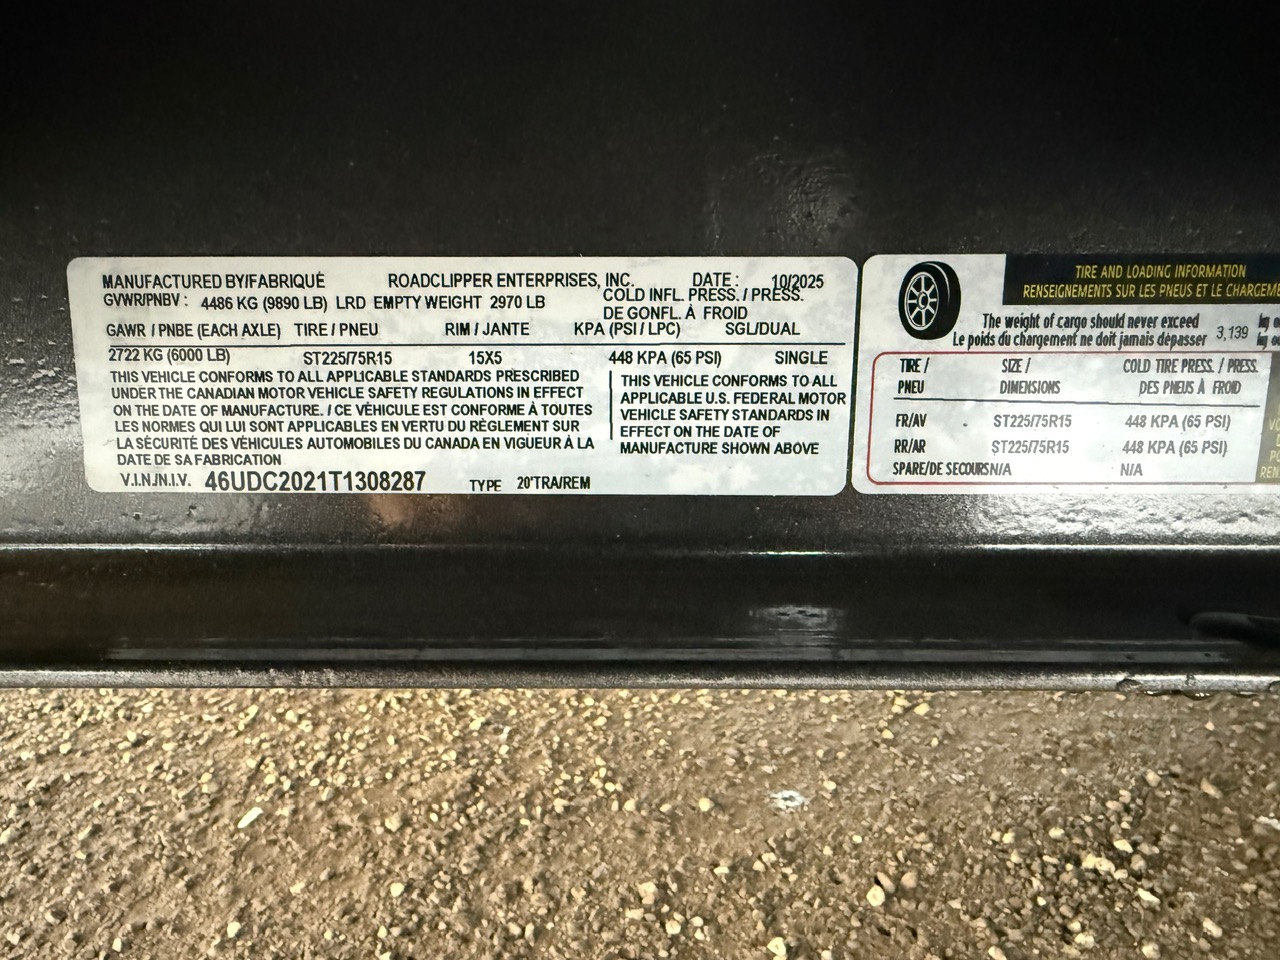 MANUFACTURED BY/FABRIQUÉ ROADCLIPPER ENTERPRISES, INC. DATE : 10/2025
GVWR/PNBV : 4486 KG (9890 LB) LRD EMPTY WEIGHT 2970 LB COLD INFL. PRESS. / PRESS.
DE GONFL. À FROID
GAWR / PNBE (EACH AXLE) TIRE / PNEU RIM / JANTE KPA (PSI / LPC) SGL/DUAL
2722 KG (6000 LB) ST225/75R15 15X5 448 KPA (65 PSI) SINGLE
THIS VEHICLE CONFORMS TO ALL APPLICABLE STANDARDS PRESCRIBED
UNDER THE CANADIAN MOTOR VEHICLE SAFETY REGULATIONS IN EFFECT
ON THE DATE OF MANUFACTURE. / CE VÉHICULE EST CONFORME À TOUTES
LES NORMES QUI LUI SONT APPLICABLES EN VERTU DU RÈGLEMENT SUR
LA SÉCURITÉ DES VÉHICULES AUTOMOBILES DU CANADA EN VIGUEUR À LA
DATE DE SA FABRICATION
THIS VEHICLE CONFORMS TO ALL
APPLICABLE U.S. FEDERAL MOTOR
VEHICLE SAFETY STANDARDS IN
EFFECT ON THE DATE OF
MANUFACTURE SHOWN ABOVE
V.I.N./N.I.V. 46UDC2021T1308287 TYPE 20'TRA/REM
TIRE AND LOADING INFORMATION
RENSEIGNEMENTS SUR LES PNEUS ET LE CHARGEME
The weight of cargo should never exceed
Le poids du chargement ne doit jamais dépasser 3,139 kg
TIRE / SIZE / COLD TIRE PRESS. / PRESS.
PNEU DIMENSIONS DES PNEUS À FROID
FR/AV ST225/75R15 448 KPA (65 PSI)
RR/AR ST225/75R15 448 KPA (65 PSI)
SPARE/DE SECOURS N/A N/A